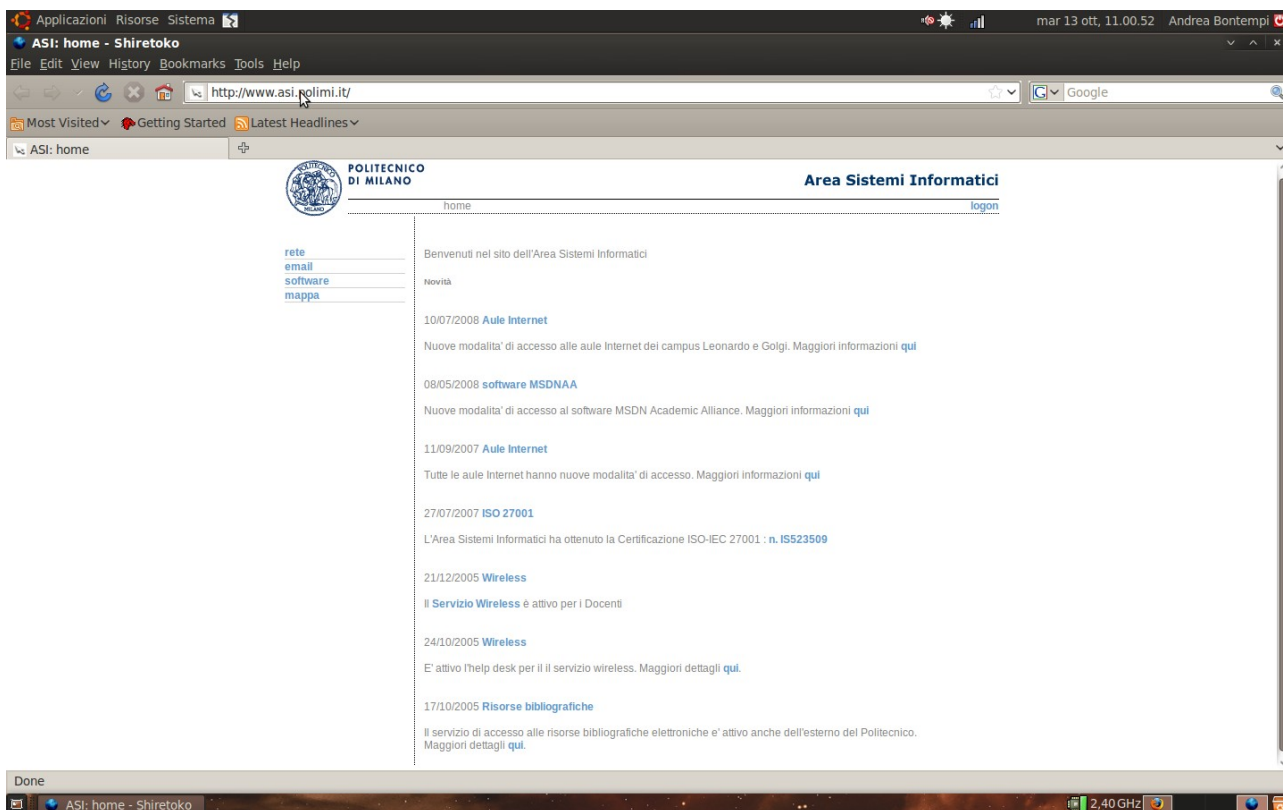 Applicazioni Risorse Sistema
mar 13 ott, 11.00.52 Andrea Bontempi
ASI: home - Shiretoko
File Edit View History Bookmarks Tools Help
http://www.asi.polimi.it/
Google
Most Visited Getting Started Latest Headlines
ASI: home
POLITECNICO
DI MILANO
Area Sistemi Informatici
home
logon
rete
email
software
mappa
Benvenuti nel sito dell'Area Sistemi Informatici
Novità
10/07/2008 Aule Internet
Nuove modalita' di accesso alle aule Internet dei campus Leonardo e Golgi. Maggiori informazioni qui
08/05/2008 software MSDNAA
Nuove modalita' di accesso al software MSDN Academic Alliance. Maggiori informazioni qui
11/09/2007 Aule Internet
Tutte le aule Internet hanno nuove modalita' di accesso. Maggiori informazioni qui
27/07/2007 ISO 27001
L'Area Sistemi Informatici ha ottenuto la Certificazione ISO-IEC 27001 : n. IS523509
21/12/2005 Wireless
Il Servizio Wireless è attivo per i Docenti
24/10/2005 Wireless
E' attivo l'help desk per il il servizio wireless. Maggiori dettagli qui.
17/10/2005 Risorse bibliografiche
Il servizio di accesso alle risorse bibliografiche elettroniche e' attivo anche dell'esterno del Politecnico.
Maggiori dettagli qui.
Done
ASI: home - Shiretoko
2,40 GHz